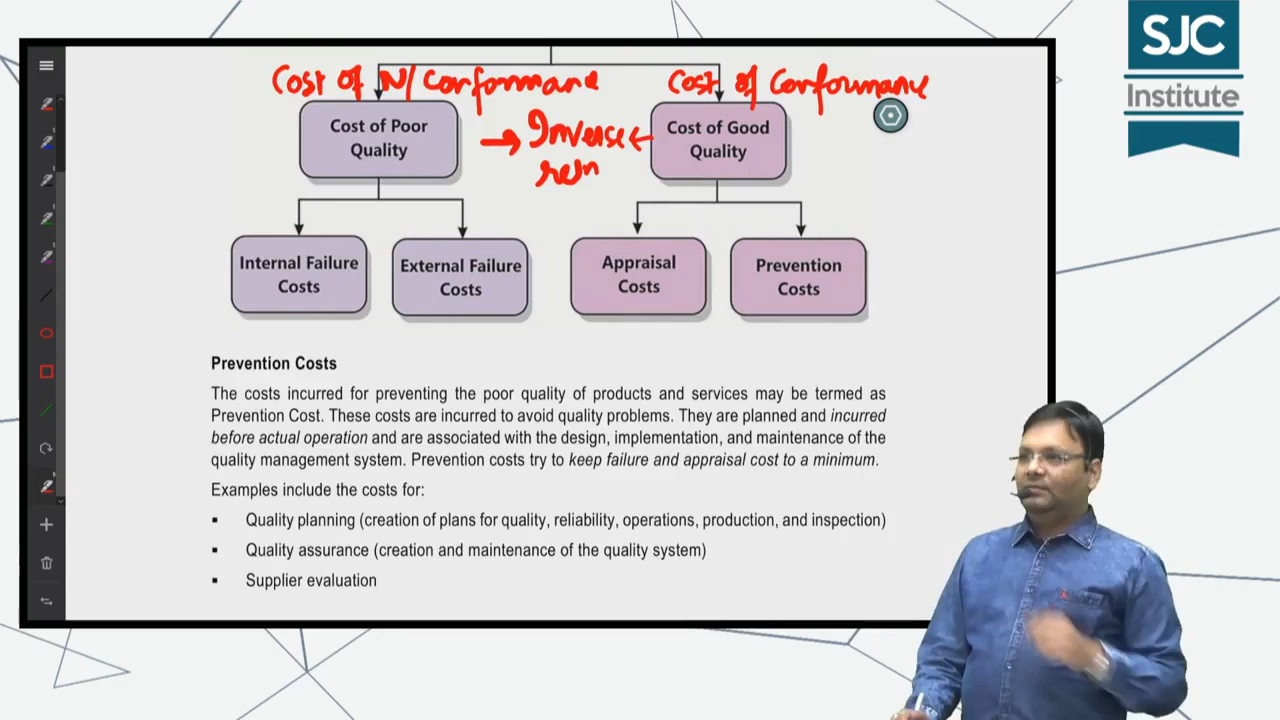 SJC
Institute
Cost of N/Conformane
Cost of Conformance
Cost of Poor
Quality
→ Inverse ←
reln
Cost of Good
Quality
Internal Failure
Costs
External Failure
Costs
Appraisal
Costs
Prevention
Costs
Prevention Costs
The costs incurred for preventing the poor quality of products and services may be termed as
Prevention Cost. These costs are incurred to avoid quality problems. They are planned and incurred
before actual operation and are associated with the design, implementation, and maintenance of the
quality management system. Prevention costs try to keep failure and appraisal cost to a minimum.
Examples include the costs for:
▪ Quality planning (creation of plans for quality, reliability, operations, production, and inspection)
▪ Quality assurance (creation and maintenance of the quality system)
▪ Supplier evaluation